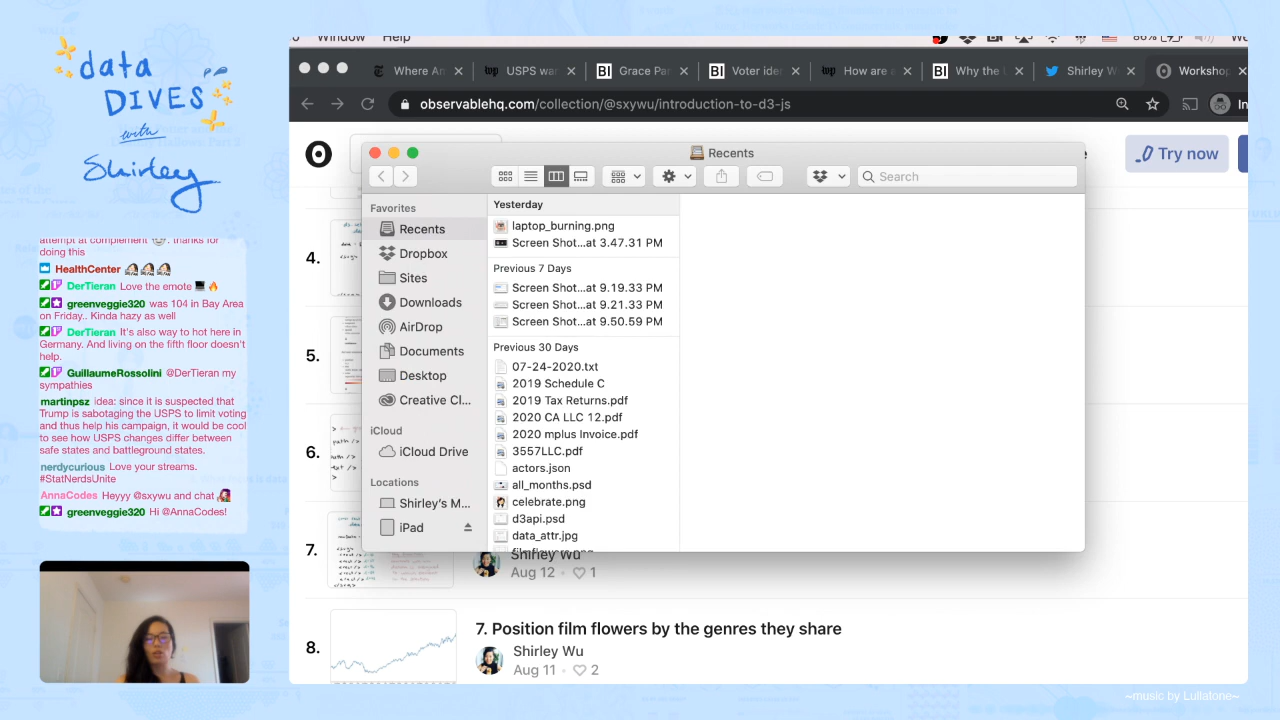 data
DIVES
with
Shirley
attempt at complement . thanks for
doing this
HealthCenter
DerTieran Love the emote
greenveggie320 was 104 in Bay Area
on Friday.. Kinda hazy as well
DerTieran It's also way to hot here in
Germany. And living on the fifth floor doesn't
help.
GuillaumeRossolini @DerTieran my
sympathies
martinpsz idea: since it is suspected that
Trump is sabotaging the USPS to limit voting
and thus help his campaign, it would be cool
to see how USPS changes differ between
safe states and battleground states.
nerdycurious Love your streams.
#StatNerdsUnite
AnnaCodes Heyyy @sxywu and chat
greenveggie320 Hi @AnnaCodes!
Window Help
86%
Where Am
USPS war
Grace Par
Voter iden
How are a
Why the U
Shirley W
Workshop
observablehq.com/collection/@sxywu/introduction-to-d3-js
In
Try now
Recents
Search
Favorites
Recents
Dropbox
Sites
Downloads
AirDrop
Documents
Desktop
Creative Cl...
iCloud
iCloud Drive
Locations
Shirley's M...
iPad
Yesterday
laptop_burning.png
Screen Shot...at 3.47.31 PM
Previous 7 Days
Screen Shot...at 9.19.33 PM
Screen Shot...at 9.21.33 PM
Screen Shot...at 9.50.59 PM
Previous 30 Days
07-24-2020.txt
2019 Schedule C
2019 Tax Returns.pdf
2020 CA LLC 12.pdf
2020 mplus Invoice.pdf
3557LLC.pdf
actors.json
all_months.psd
celebrate.png
d3api.psd
data_attr.jpg
4.
5.
6.
7.
Shirley Wu
Aug 12 • ♡ 1
8.
7. Position film flowers by the genres they share
Shirley Wu
Aug 11 • ♡ 2
~music by Lullatone~